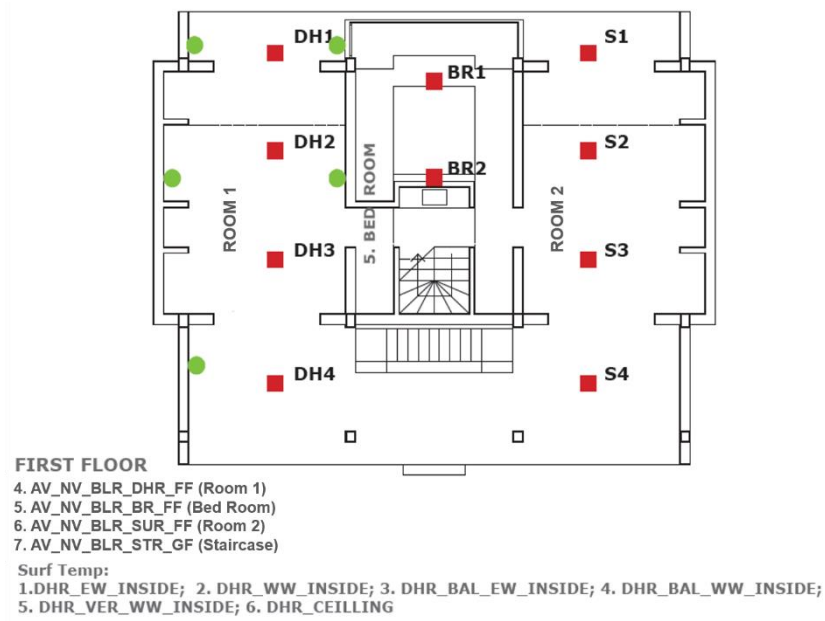 DH1
S1
BR1
DH2
S2
BR2
ROOM 1
5. BED ROOM
ROOM 2
DH3
S3
DH4
S4
FIRST FLOOR
4. AV_NV_BLR_DHR_FF (Room 1)
5. AV_NV_BLR_BR_FF (Bed Room)
6. AV_NV_BLR_SUR_FF (Room 2)
7. AV_NV_BLR_STR_GF (Staircase)
Surf Temp:
1.DHR_EW_INSIDE; 2. DHR_WW_INSIDE; 3. DHR_BAL_EW_INSIDE; 4. DHR_BAL_WW_INSIDE;
5. DHR_VER_WW_INSIDE; 6. DHR_CEILLING